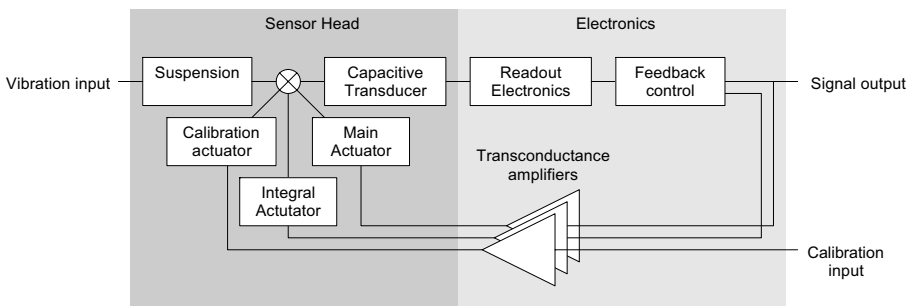 Sensor Head
Electronics
Vibration input
Suspension
Capacitive
Transducer
Readout
Electronics
Feedback
control
Signal output
Calibration
actuator
Main
Actuator
Integral
Actutator
Transconductance
amplifiers
Calibration
input